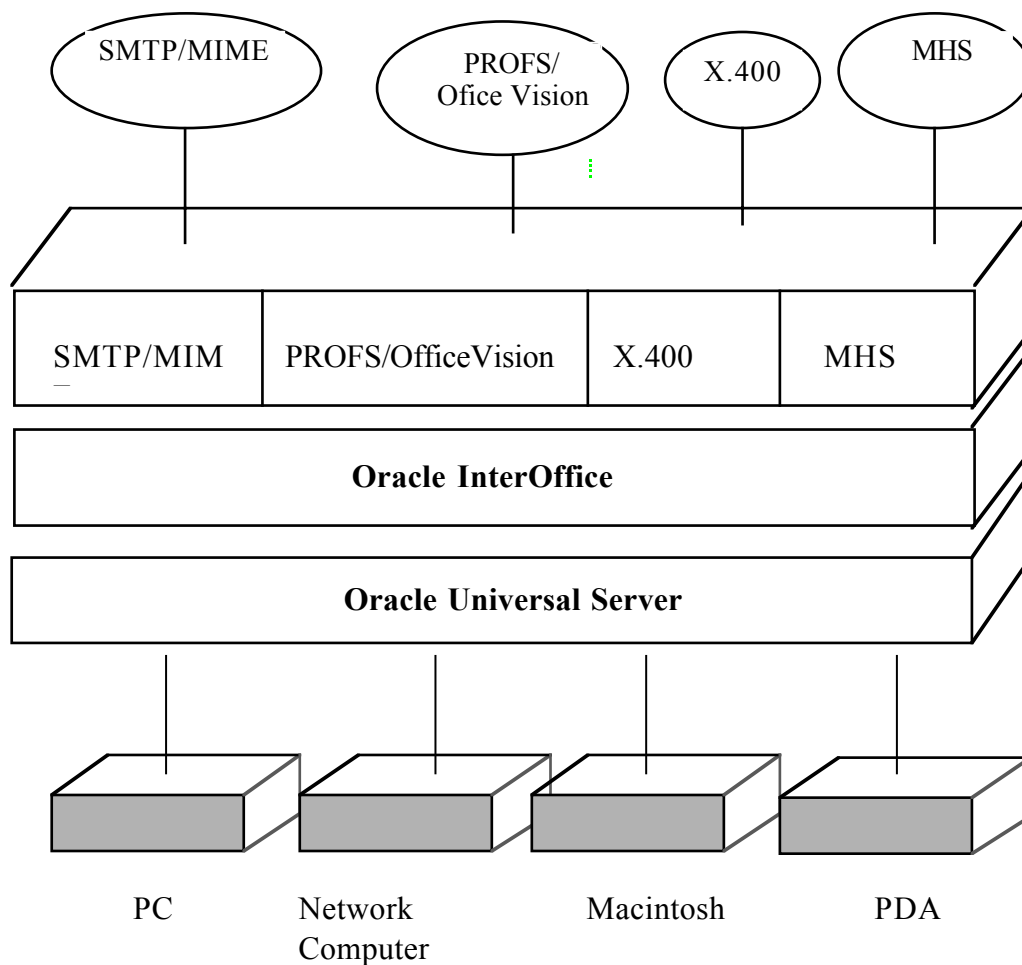 SMTP/MIME
PROFS/
Ofice Vision
X.400
MHS
SMTP/MIM
PROFS/OfficeVision
X.400
MHS
Oracle InterOffice
Oracle Universal Server
PC
Network
Computer
Macintosh
PDA